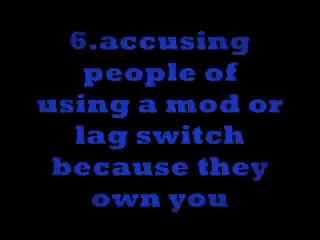 6.accusing
people of
using a mod or
lag switch
because they
own you